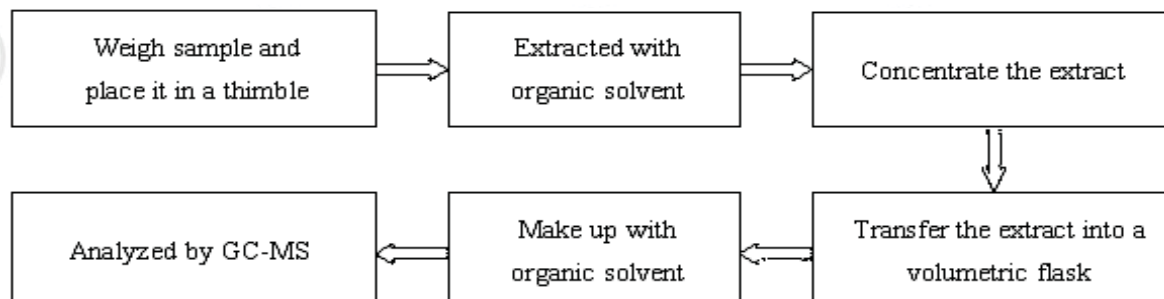 Weigh sample and
place it in a thimble
Extracted with
organic solvent
Concentrate the extract
Transfer the extract into a
volumetric flask
Make up with
organic solvent
Analyzed by GC-MS